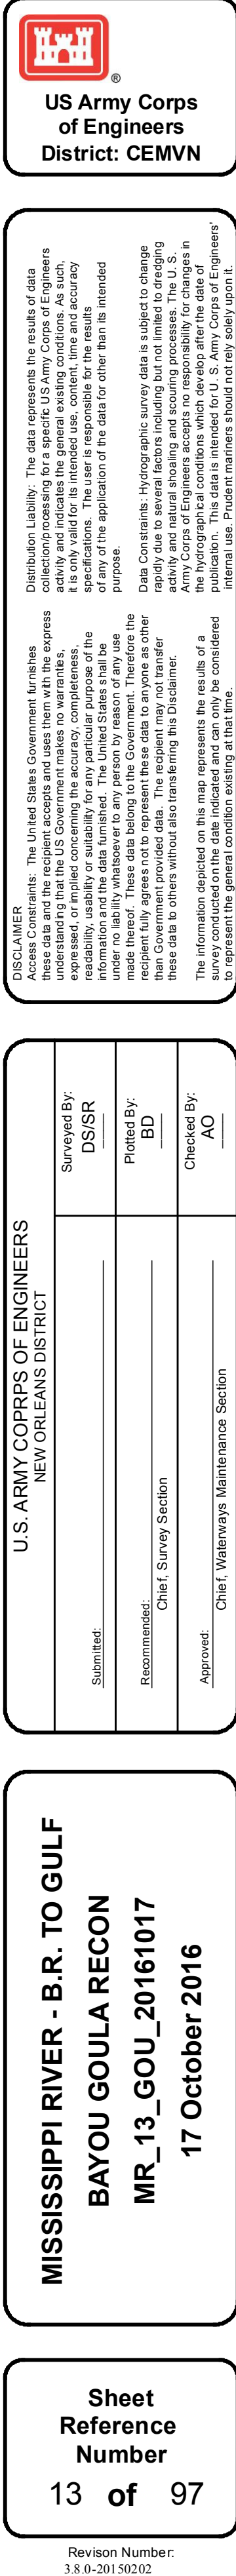 ®
US Army Corps
of Engineers
District: CEMVN
DISCLAIMER
Access Constraints: The United States Government furnishes
these data and the recipient accepts and uses them with the express
understanding that the US Government makes no warranties,
expressed, or implied concerning the accuracy, completeness,
readability, usability or suitability for any particular purpose of the
information and the data furnished. The United States shall be
under no liability whatsoever to any person by reason of any use
made thereof. These data belong to the Government. Therefore the
recipient fully agrees not to represent these data to anyone as other
than Government provided data. The recipient may not transfer
these data to others without also transferring this Disclaimer.
The information depicted on this map represents the results of a
survey conducted on the date indicated and can only be considered
to represent the general condition existing at that time.
Distribution Liability: The data represents the results of data
collection/processing for a specific US Army Corps of Engineers
activity and indicates the general existing conditions. As such,
it is only valid for its intended use, content, time and accuracy
specifications. The user is responsible for the results
of any of the application of the data for other than its intended
purpose.
Data Constraints: Hydrographic survey data is subject to change
rapidly due to several factors including but not limited to dredging
activity and natural shoaling and scouring processes. The U. S.
Army Corps of Engineers accepts no responsibility for changes in
the hydrographical conditions which develop after the date of
publication. This data is intended for U. S. Army Corps of Engineers'
internal use. Prudent mariners should not rely solely upon it.
U.S. ARMY COPRPS OF ENGINEERS
NEW ORLEANS DISTRICT
Submitted:
Surveyed By:
DS/SR
Recommended:
Chief, Survey Section
Plotted By:
BD
Approved:
Chief, Waterways Maintenance Section
Checked By:
AO
MISSISSIPPI RIVER - B.R. TO GULF
BAYOU GOULA RECON
MR_13_GOU_20161017
17 October 2016
Sheet
Reference
Number
13 of 97
Revison Number:
3.8.0-20150202